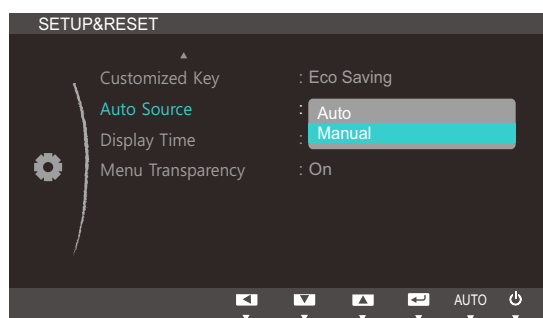 SETUP&RESET
Customized Key : Eco Saving
Auto Source : Auto
Manual
Display Time :
Menu Transparency : On
AUTO